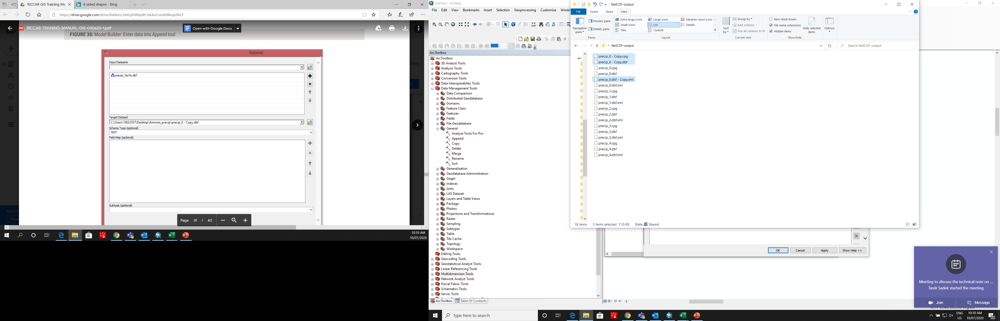 RICCAR GIS Training Ma
6 sided shapre - Bing
https://drive.google.com/drive/folders/1AtGyh9Rdy8h-hKAoConNIXlluqIrfALY
RICCAR-TRAINING-MANUAL-GIS-030620-1.pdf
Open with Google Docs
FIGURE 30: Model Builder: Enter data into Append tool
Append
Input Datasets
precip_%n%.dbf
Target Dataset
C:\Users\10022557\Desktop\Amman_precip\precip_0 - Copy.dbf
Schema Type (optional)
TEST
Field Map (optional)
Subtype (optional)
Page 31 / 40
10:10 AM
10/07/2020
Untitled - ArcMap
File Edit View Bookmarks Insert Selection Geoprocessing Customize Windo
ArcToolbox
ArcToolbox
3D Analyst Tools
Analysis Tools
Cartography Tools
Conversion Tools
Data Interoperability Tools
Data Management Tools
Data Comparison
Distributed Geodatabase
Domains
Feature Class
Features
Fields
File Geodatabase
General
Analyze Tools For Pro
Append
Copy
Delete
Merge
Rename
Sort
Generalization
Geodatabase Administration
Graph
Indexes
Joins
LAS Dataset
Layers and Table Views
Package
Photos
Projections and Transformations
Raster
Sampling
Subtypes
Table
Tile Cache
Topology
Workspace
Editing Tools
Geocoding Tools
Geostatistical Analyst Tools
Linear Referencing Tools
Multidimension Tools
Network Analyst Tools
Parcel Fabric Tools
Schematics Tools
Server Tools
ArcToolbox Table Of Contents
NetCDF-output
File Home Share View
Navigation pane
Preview pane
Details pane
Panes
Extra large icons Large icons Medium-sized icons
Small icons List Details
Tiles Content
Layout
Sort by
Group by
Add columns
Size all columns to fit
Current view
Item check boxes
File name extensions
Hidden items
Hide selected items
Show/hide
Options
NetCDF-output
Search NetCDF-output
precip_0 - Copy.cpg
precip_0 - Copy.dbf
precip_0.cpg
precip_0.dbf
precip_0.dbf - Copy.xml
precip_0.dbf.xml
precip_1.cpg
precip_1.dbf
precip_1.dbf.xml
precip_2.cpg
precip_2.dbf
precip_2.dbf.xml
precip_3.cpg
precip_3.dbf
precip_3.dbf.xml
precip_4.cpg
precip_4.dbf
precip_4.dbf.xml
18 items 3 items selected 11.0 KB State: Shared
OK Cancel Apply Show Help >>
Meeting to discuss the technical note on ...
Tarek Sadek started the meeting
Join Message
Type here to search
ENG
US
10:10 AM
10/07/2020
23